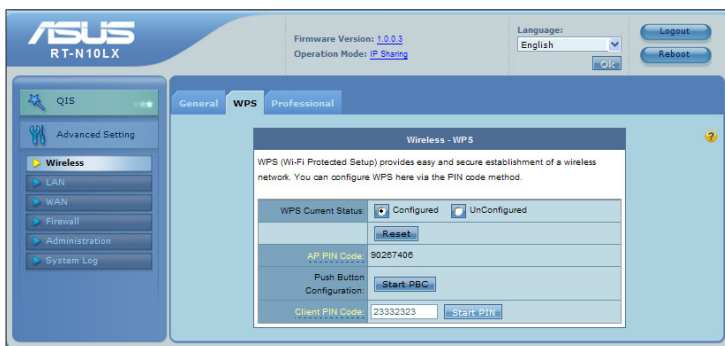 ASUS
RT-N10LX
Firmware Version: 1.0.0.3
Operation Mode: IP Sharing
Language:
English
OK
Logout
Reboot
QIS
Advanced Setting
Wireless
LAN
WAN
Firewall
Administration
System Log
General WPS Professional
Wireless - WPS
WPS (Wi-Fi Protected Setup) provides easy and secure establishment of a wireless
network. You can configure WPS here via the PIN code method.
WPS Current Status: Configured UnConfigured
Reset
AP PIN Code: 90267406
Push Button
Configuration: Start PBC
Client PIN Code: 23332323 Start PIN